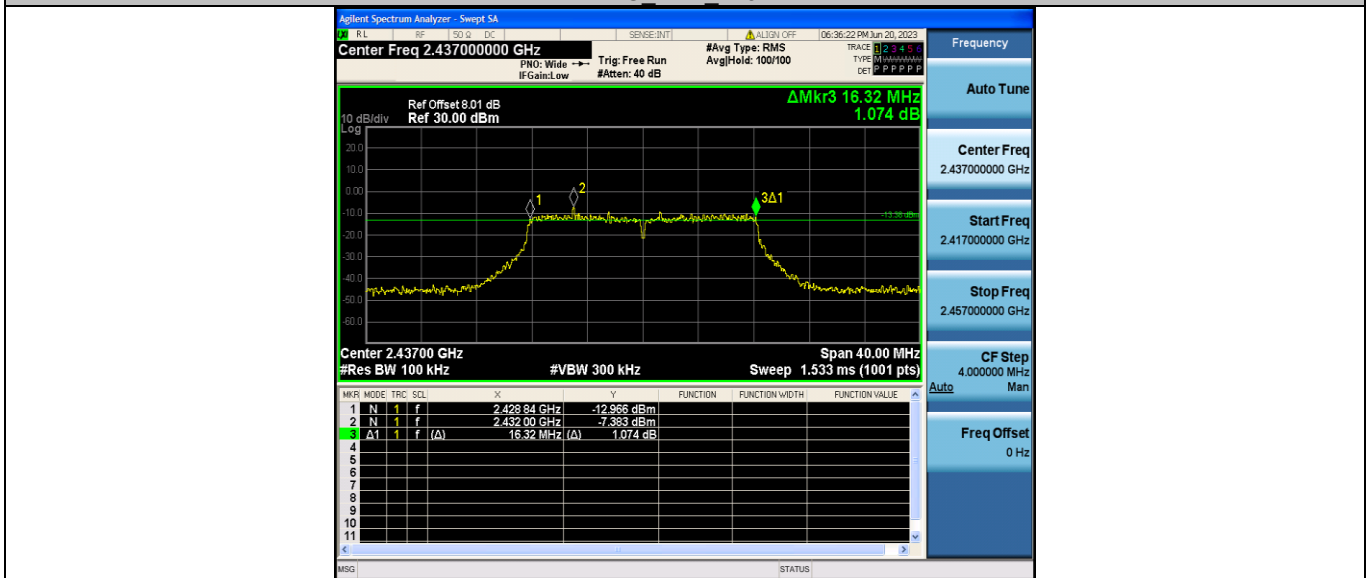 Agilent Spectrum Analyzer - Swept SA
RL RF 50 Ω DC SENSE:INT ALIGN OFF 06:36:22 PM Jun 20, 2023
Center Freq 2.437000000 GHz
PNO: Wide
IFGain:Low
Trig: Free Run
#Atten: 40 dB
#Avg Type: RMS
Avg|Hold: 100/100
TRACE 1 2 3 4 5 6
TYPE M
DET P P P P P P
Frequency
Auto Tune
Center Freq
2.437000000 GHz
Start Freq
2.417000000 GHz
Stop Freq
2.457000000 GHz
CF Step
4.000000 MHz
Auto Man
Freq Offset
0 Hz
ΔMkr3 16.32 MHz
1.074 dB
Ref Offset 8.01 dB
10 dB/div Ref 30.00 dBm
Log
20.0
10.0
0.00
-10.0
-20.0
-30.0
-40.0
-50.0
-60.0
1
2
3Δ1
-13.38 dBm
Center 2.43700 GHz Span 40.00 MHz
#Res BW 100 kHz #VBW 300 kHz Sweep 1.533 ms (1001 pts)
MKR MODE TRC SCL X Y FUNCTION FUNCTION WIDTH FUNCTION VALUE
1 N 1 f 2.428 84 GHz -12.966 dBm
2 N 1 f 2.432 00 GHz -7.383 dBm
3 Δ1 1 f (Δ) 16.32 MHz (Δ) 1.074 dB
4
5
6
7
8
9
10
11
MSG STATUS